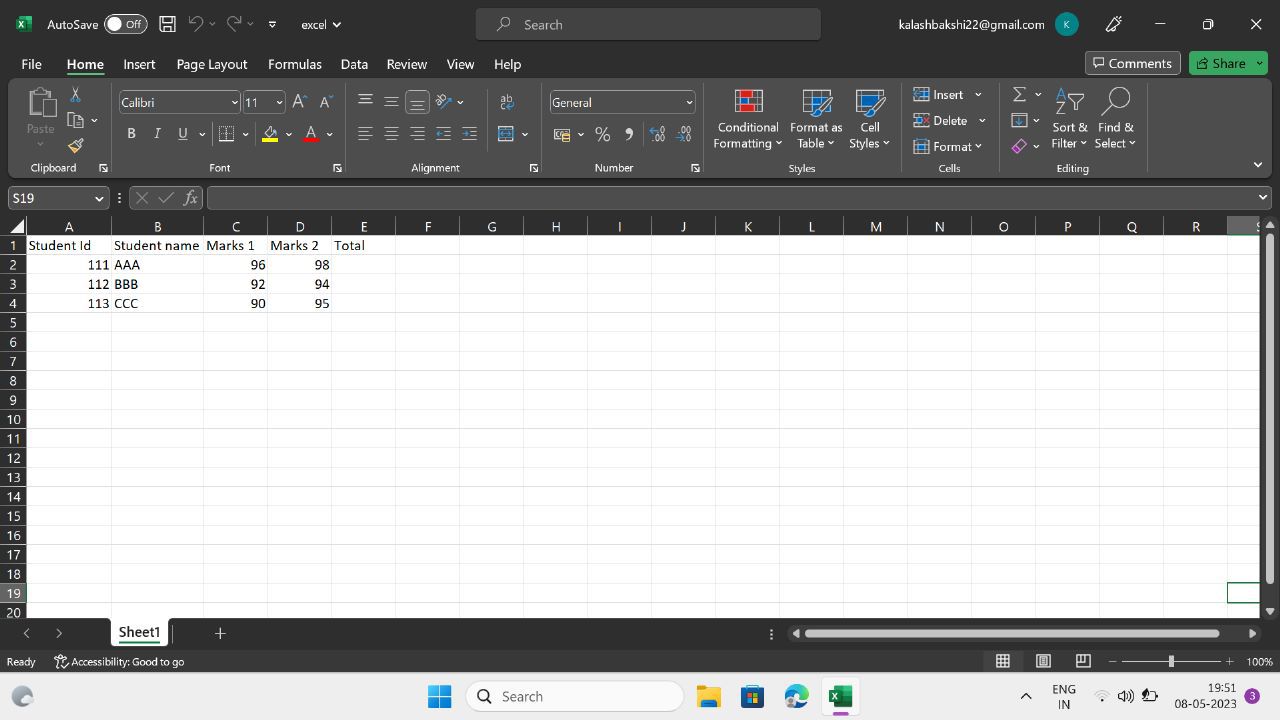 AutoSave Off excel Search kalashbakshi22@gmail.com K
File Home Insert Page Layout Formulas Data Review View Help Comments Share
Paste Calibri 11 General Conditional Formatting Format as Table Cell Styles Insert Delete Format Sort & Filter Find & Select
Clipboard Font Alignment Number Styles Cells Editing
S19 fx
A B C D E F G H I J K L M N O P Q R S
1 Student Id Student name Marks 1 Marks 2 Total
2 111 AAA 96 98
3 112 BBB 92 94
4 113 CCC 90 95
5
6
7
8
9
10
11
12
13
14
15
16
17
18
19
20
Sheet1
Ready Accessibility: Good to go 100%
Search ENG IN 19:51 08-05-2023 3